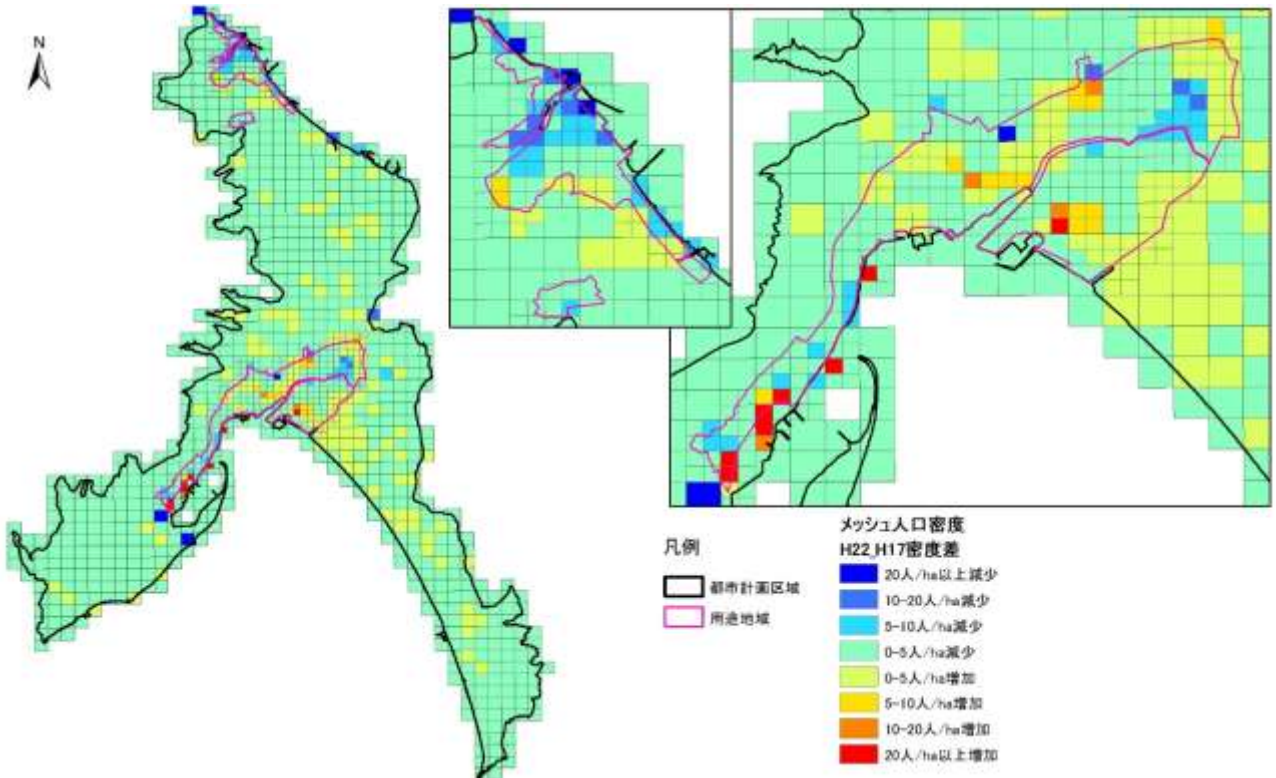 N
凡例
都市計画区域
用途地域
メッシュ人口密度
H22_H17密度差
20人/ha以上減少
10-20人/ha減少
5-10人/ha減少
0-5人/ha減少
0-5人/ha増加
5-10人/ha増加
10-20人/ha増加
20人/ha以上増加